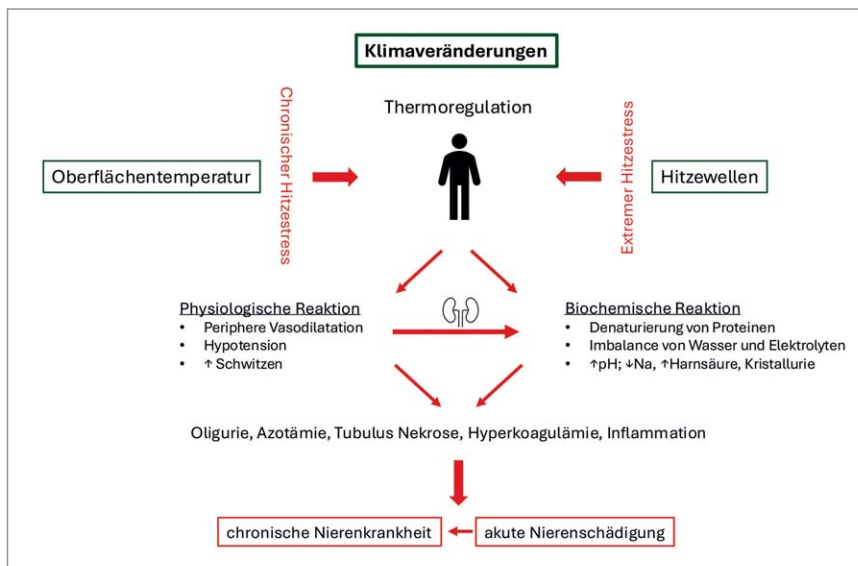 Klimaveränderungen
Chronischer Hitzestress
Thermoregulation
Extremer Hitzestress
Oberflächentemperatur
Hitzewellen
Physiologische Reaktion
• Periphere Vasodilatation
• Hypotension
• ↑ Schwitzen
Biochemische Reaktion
• Denaturierung von Proteinen
• Imbalance von Wasser und Elektrolyten
• ↑pH; ↓Na, ↑Harnsäure, Kristallurie
Oligurie, Azotämie, Tubulus Nekrose, Hyperkoagulämie, Inflammation
chronische Nierenkrankheit
akute Nierenschädigung